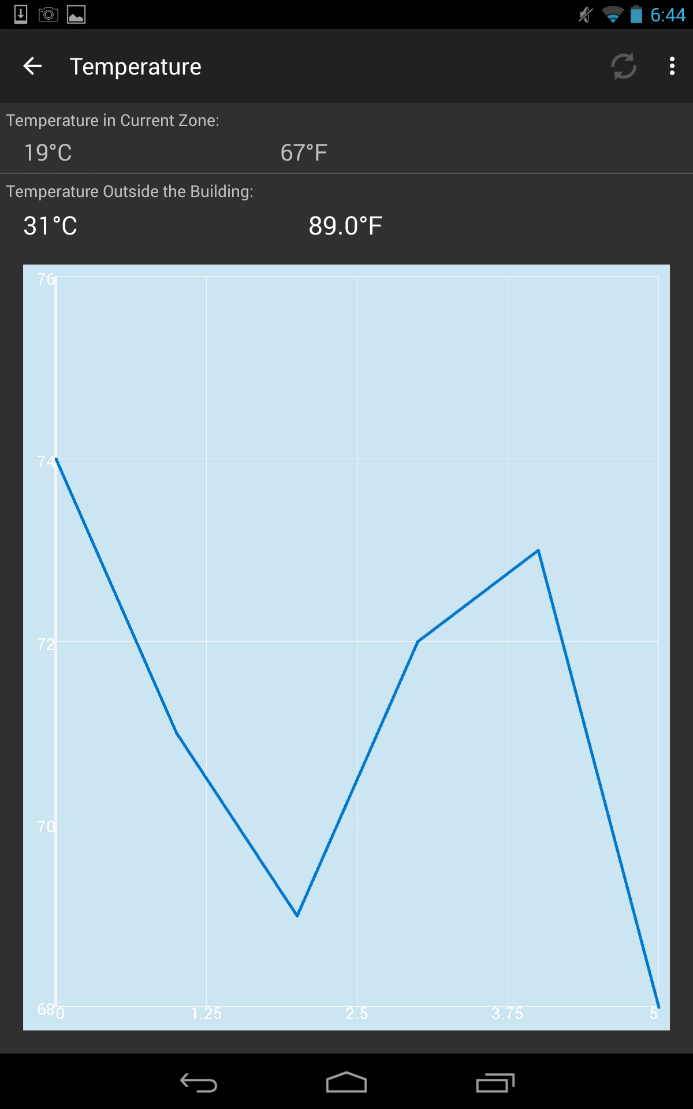 6:44
Temperature
Temperature in Current Zone:
19°C 67°F
Temperature Outside the Building:
31°C 89.0°F
76
74
72
70
68
0 1.25 2.5 3.75 5